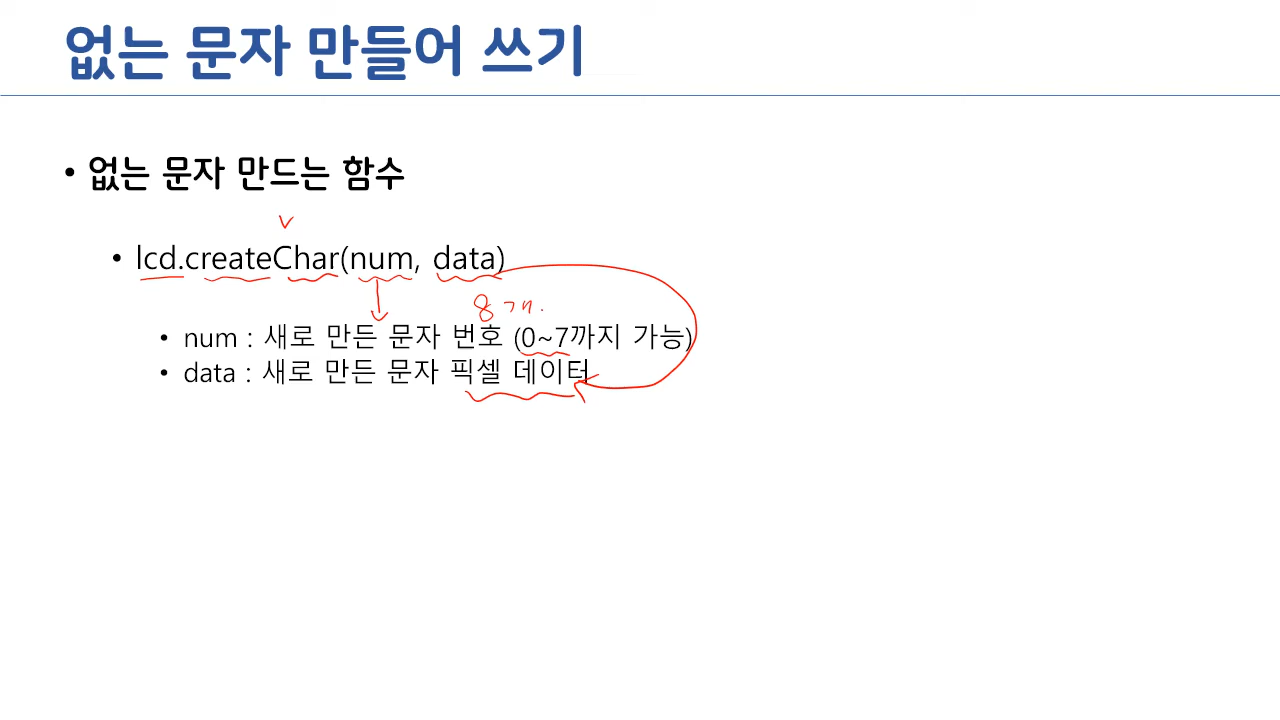 없는 문자 만들어 쓰기
• 없는 문자 만드는 함수
• lcd.createChar(num, data)
8개.
• num : 새로 만든 문자 번호 (0~7까지 가능)
• data : 새로 만든 문자 픽셀 데이터